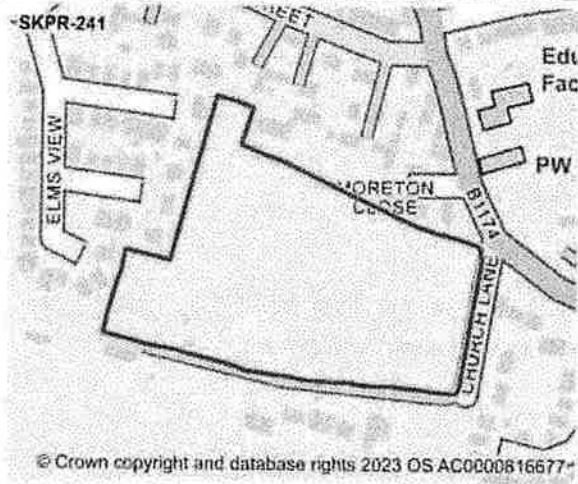 SKPR-241
REET
Edu
Fac
ELMS VIEW
MORETON
CLOSE
PW
B1174
CHURCH LANE
© Crown copyright and database rights 2023 OS AC0000816677